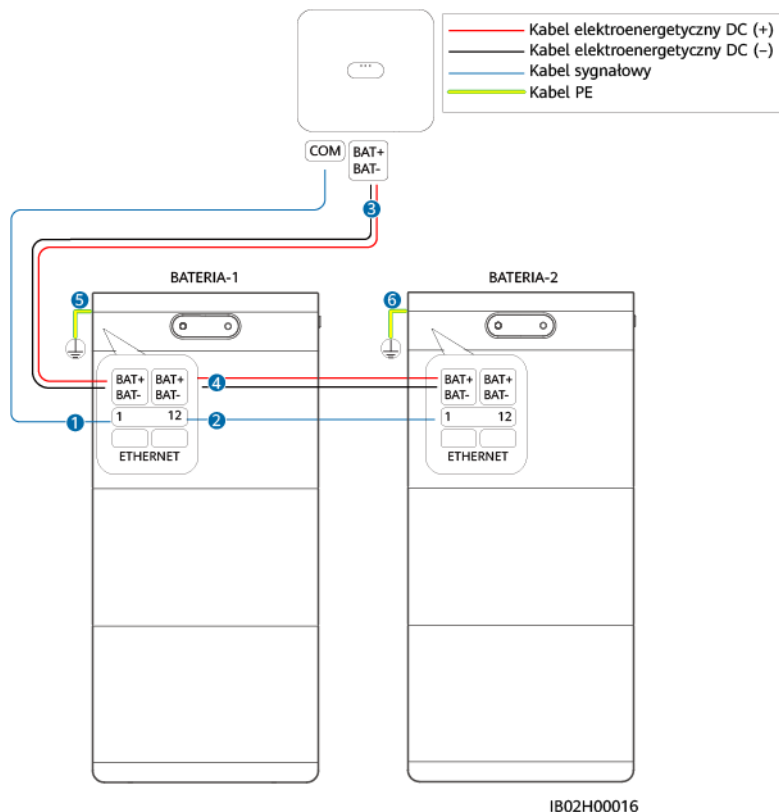 Kabel elektroenergetyczny DC (+)
Kabel elektroenergetyczny DC (−)
Kabel sygnałowy
Kabel PE
COM
BAT+
BAT-
3
BATERIA-1
BATERIA-2
5
6
BAT+ BAT+
BAT- BAT-
4
BAT+ BAT+
BAT- BAT-
1
1 12
2
1 12
ETHERNET
ETHERNET
IB02H00016